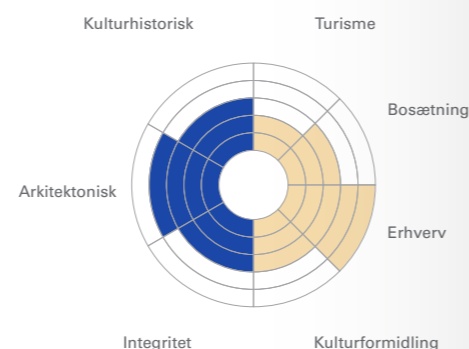 Kulturhistorisk
Turisme
Bosætning
Arkitektonisk
Erhverv
Integritet
Kulturformidling